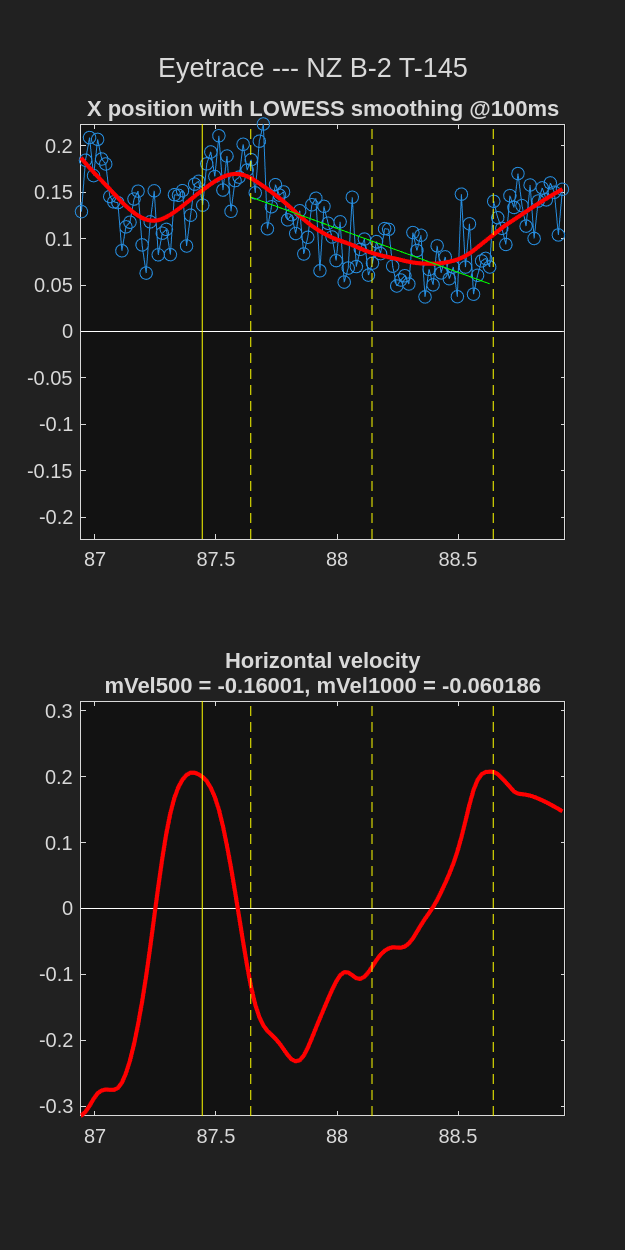 Eyetrace --- NZ B-2 T-145
X position with LOWESS smoothing @100ms
0.2
0.15
0.1
0.05
0
-0.05
-0.1
-0.15
-0.2
87 87.5 88 88.5
Horizontal velocity
mVel500 = -0.16001, mVel1000 = -0.060186
0.3
0.2
0.1
0
-0.1
-0.2
-0.3
87 87.5 88 88.5